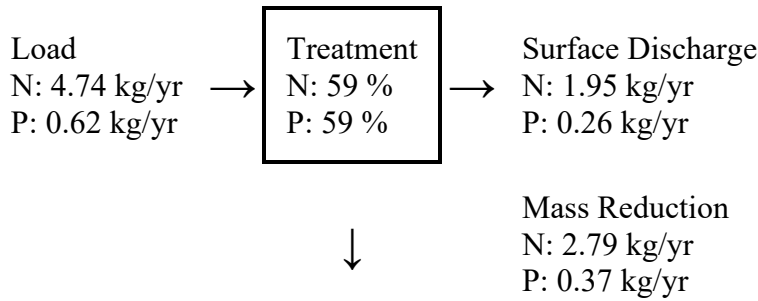 Load
N: 4.74 kg/yr
P: 0.62 kg/yr
→
Treatment
N: 59 %
P: 59 %
→
Surface Discharge
N: 1.95 kg/yr
P: 0.26 kg/yr
↓
Mass Reduction
N: 2.79 kg/yr
P: 0.37 kg/yr